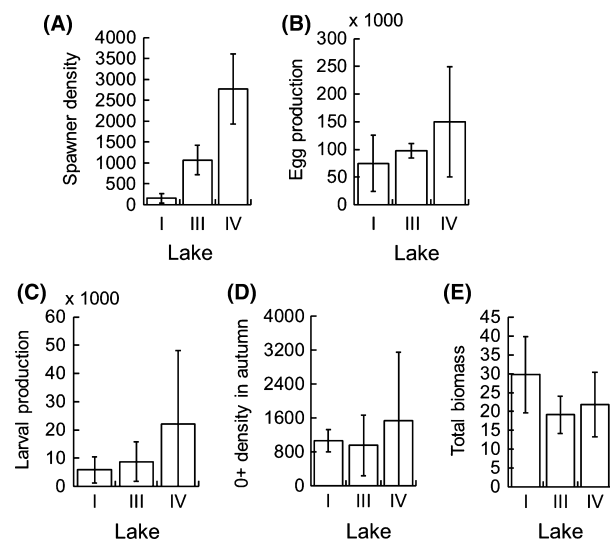 (A)
Spawner density
4000
3500
3000
2500
2000
1500
1000
500
0
I III IV
Lake
(B)
x 1000
Egg production
300
250
200
150
100
50
0
I III IV
Lake
(C)
x 1000
Larval production
60
50
40
30
20
10
0
I III IV
Lake
(D)
0+ density in autumn
4000
3200
2400
1600
800
0
I III IV
Lake
(E)
Total biomass
45
40
35
30
25
20
15
10
5
0
I III IV
Lake